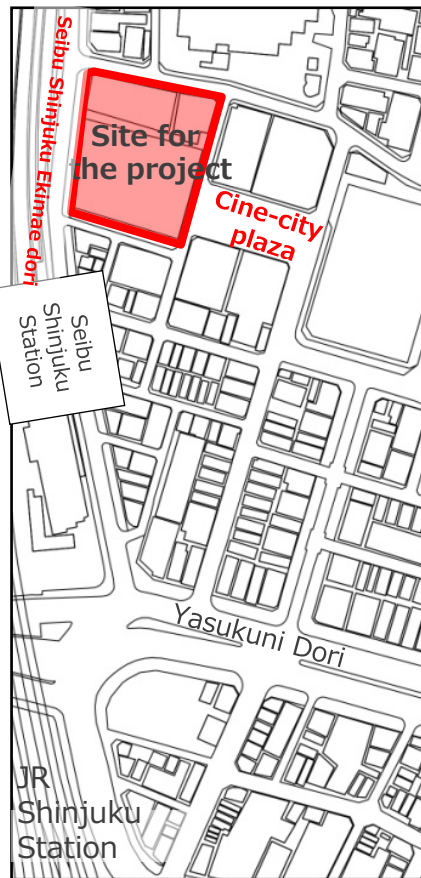 Seibu Shinjuku Ekimae dori
Site for
the project
Cine-city
plaza
Seibu
Shinjuku
Station
Yasukuni Dori
JR
Shinjuku
Station